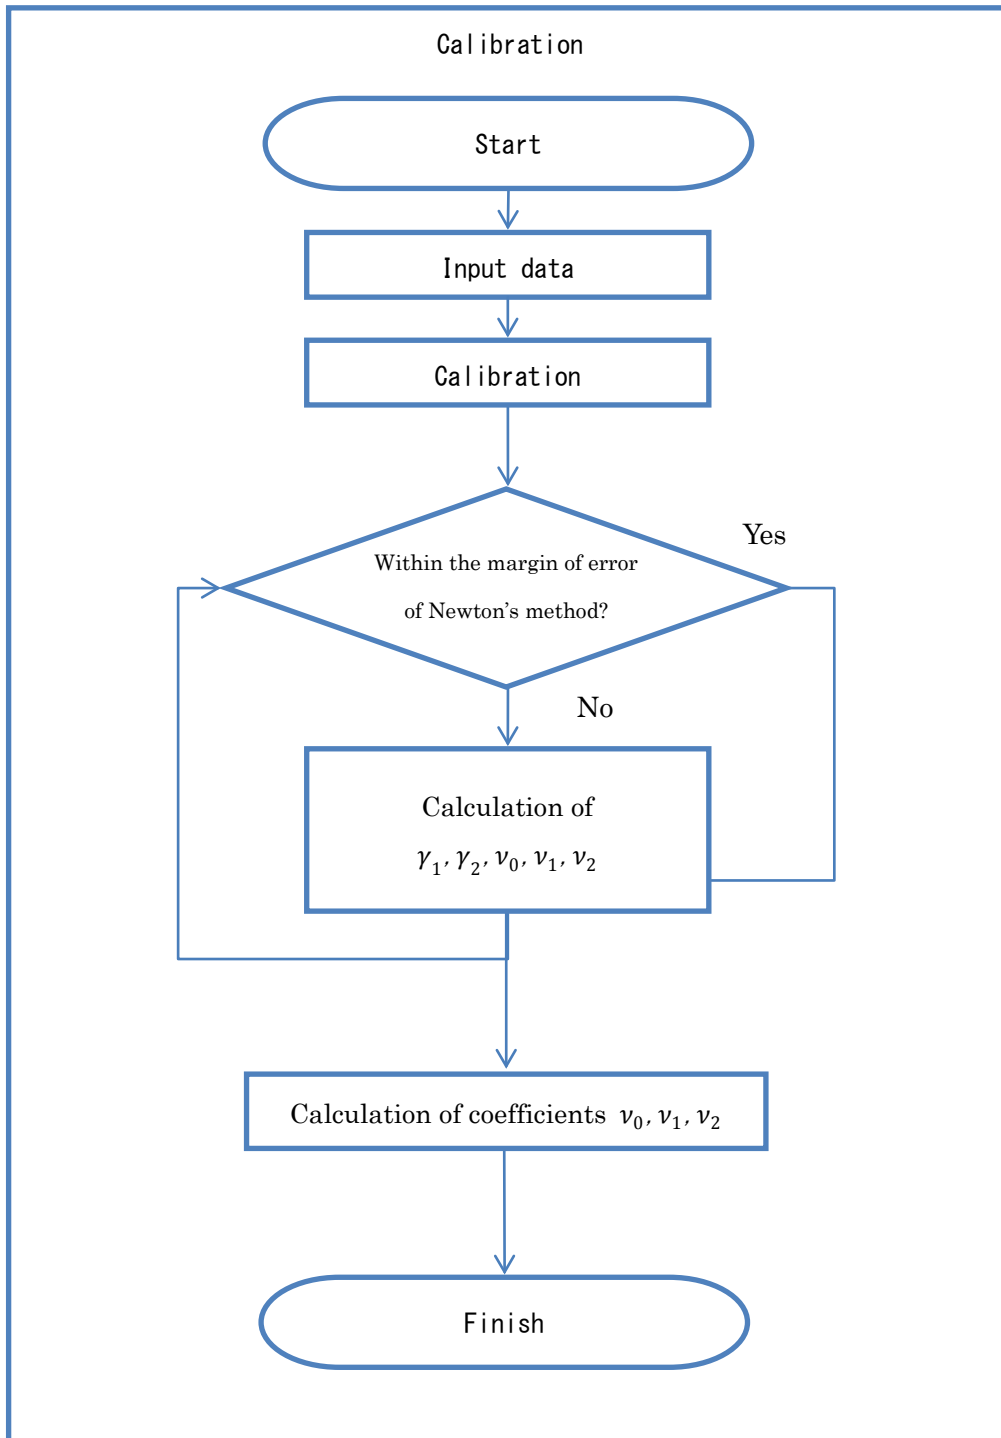 Calibration
Start
Input data
Calibration
Yes
Within the margin of error
of Newton's method?
No
Calculation of
γ₁, γ₂, ν₀, ν₁, ν₂
Calculation of coefficients ν₀, ν₁, ν₂
Finish